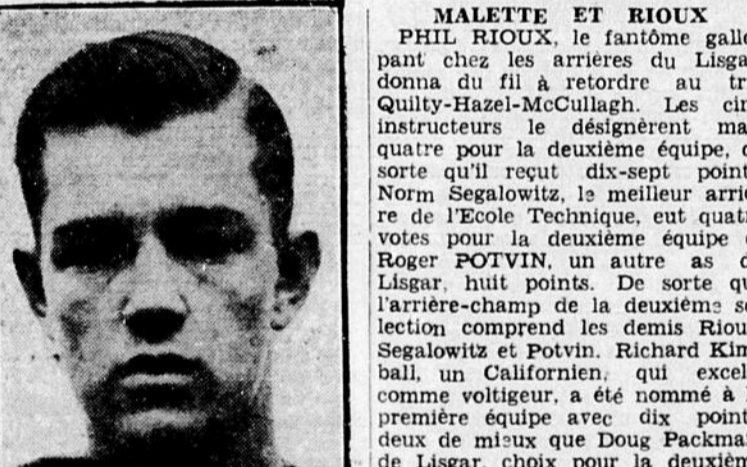 MALETTE ET RIOUX
PHIL RIOUX, le fantôme gallo
pant chez les arrières du Lisga
donna du fil à retordre au tr
Quilty-Hazel-McCullagh. Les cin
instructeurs le désignèrent ma
quatre pour la deuxième équipe, d
sorte qu'il reçut dix-sept point
Norm Segalowitz, le meilleur arriè
re de l'Ecole Technique, eut quatr
votes pour la deuxième équipe
Roger POTVIN, un autre as d
Lisgar, huit points. De sorte qu
l'arrière-champ de la deuxième sé
lection comprend les demis Riou
Segalowitz et Potvin. Richard Kim
ball, un Californien, qui excel
comme voltigeur, a été nommé à
première équipe avec dix point
deux de mieux que Doug Packma
de Lisgar, choix pour la deuxièm